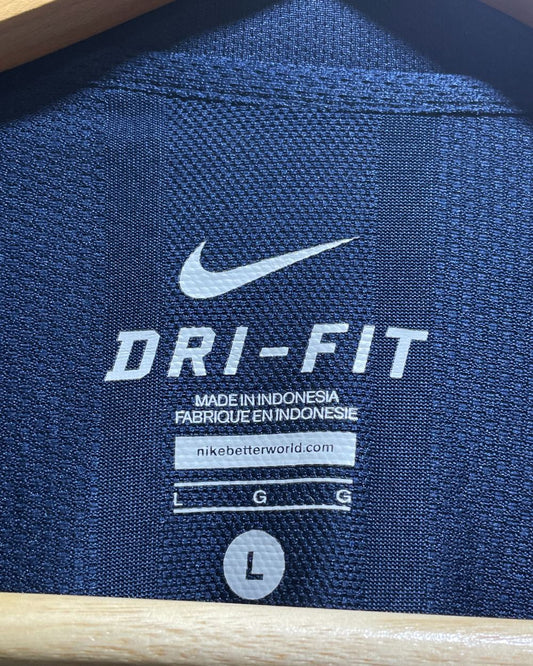 DRI-FIT
MADE IN INDONESIA
FABRIQUE EN INDONESIE
nikebetterworld.com
L G G
L